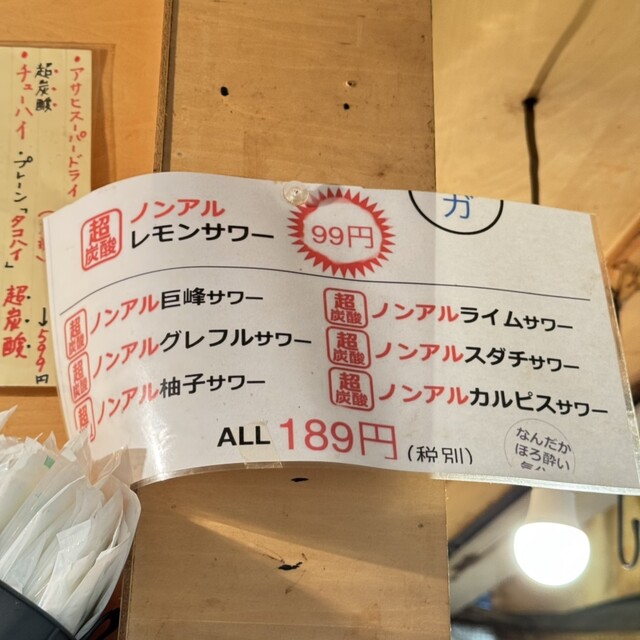 ・アサヒスーパードライ
超炭酸
・チューハイ
・プレーン「タコハイ」
超炭酸
ガ
超炭酸
ノンアル
レモンサワー
99円
超炭酸 ノンアル巨峰サワー
超炭酸 ノンアルグレフルサワー
超炭酸 ノンアル柚子サワー
超炭酸 ノンアルライムサワー
超炭酸 ノンアルスダチサワー
超炭酸 ノンアルカルピスサワー
ALL 189円(税別)
なんだか
ほろ酔い